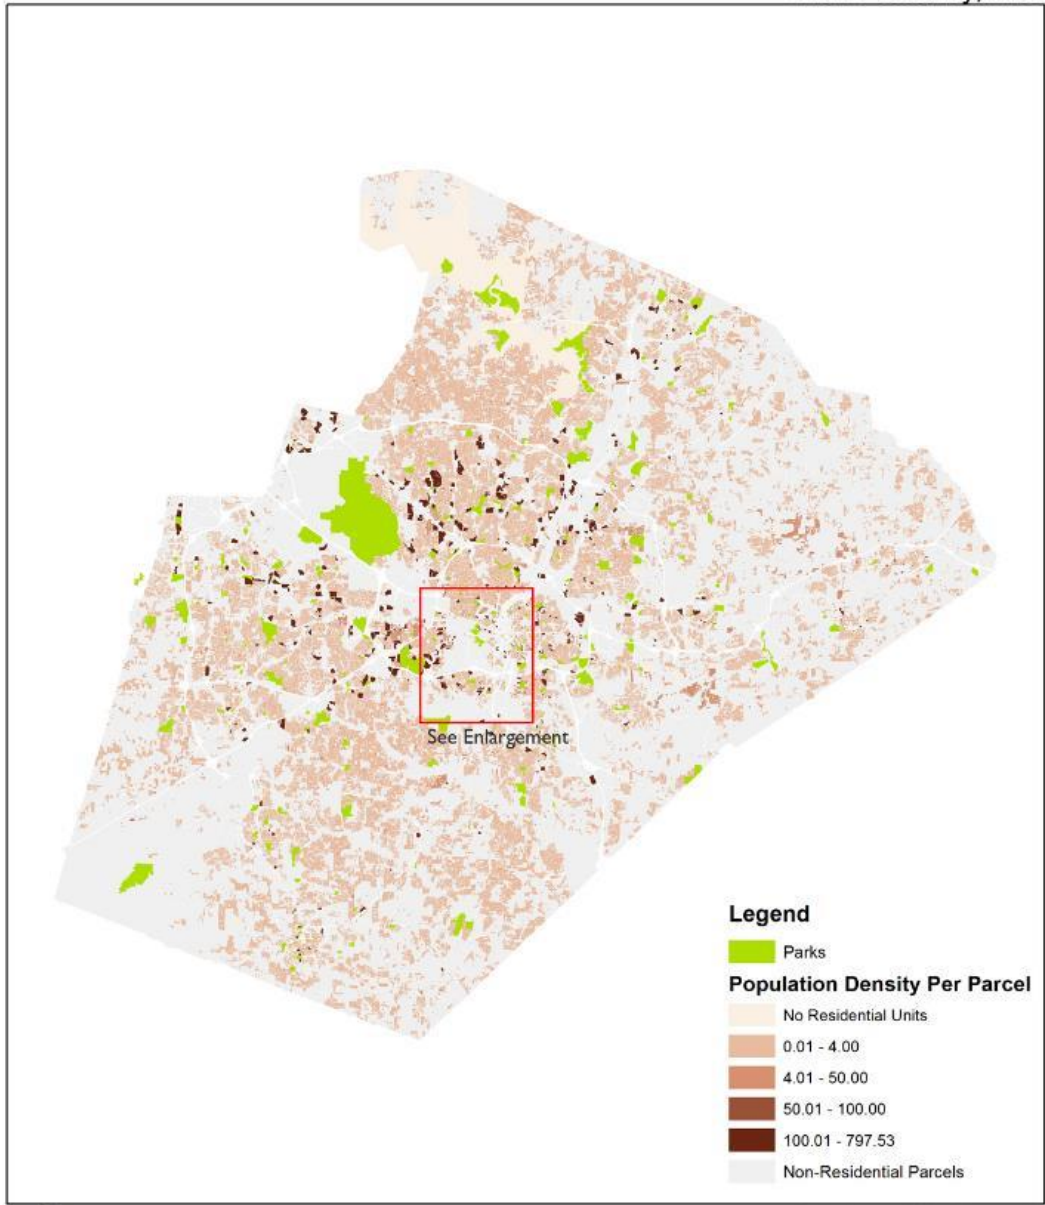 See Enlargement
Legend
Parks
Population Density Per Parcel
No Residential Units
0.01 - 4.00
4.01 - 50.00
50.01 - 100.00
100.01 - 797.53
Non-Residential Parcels